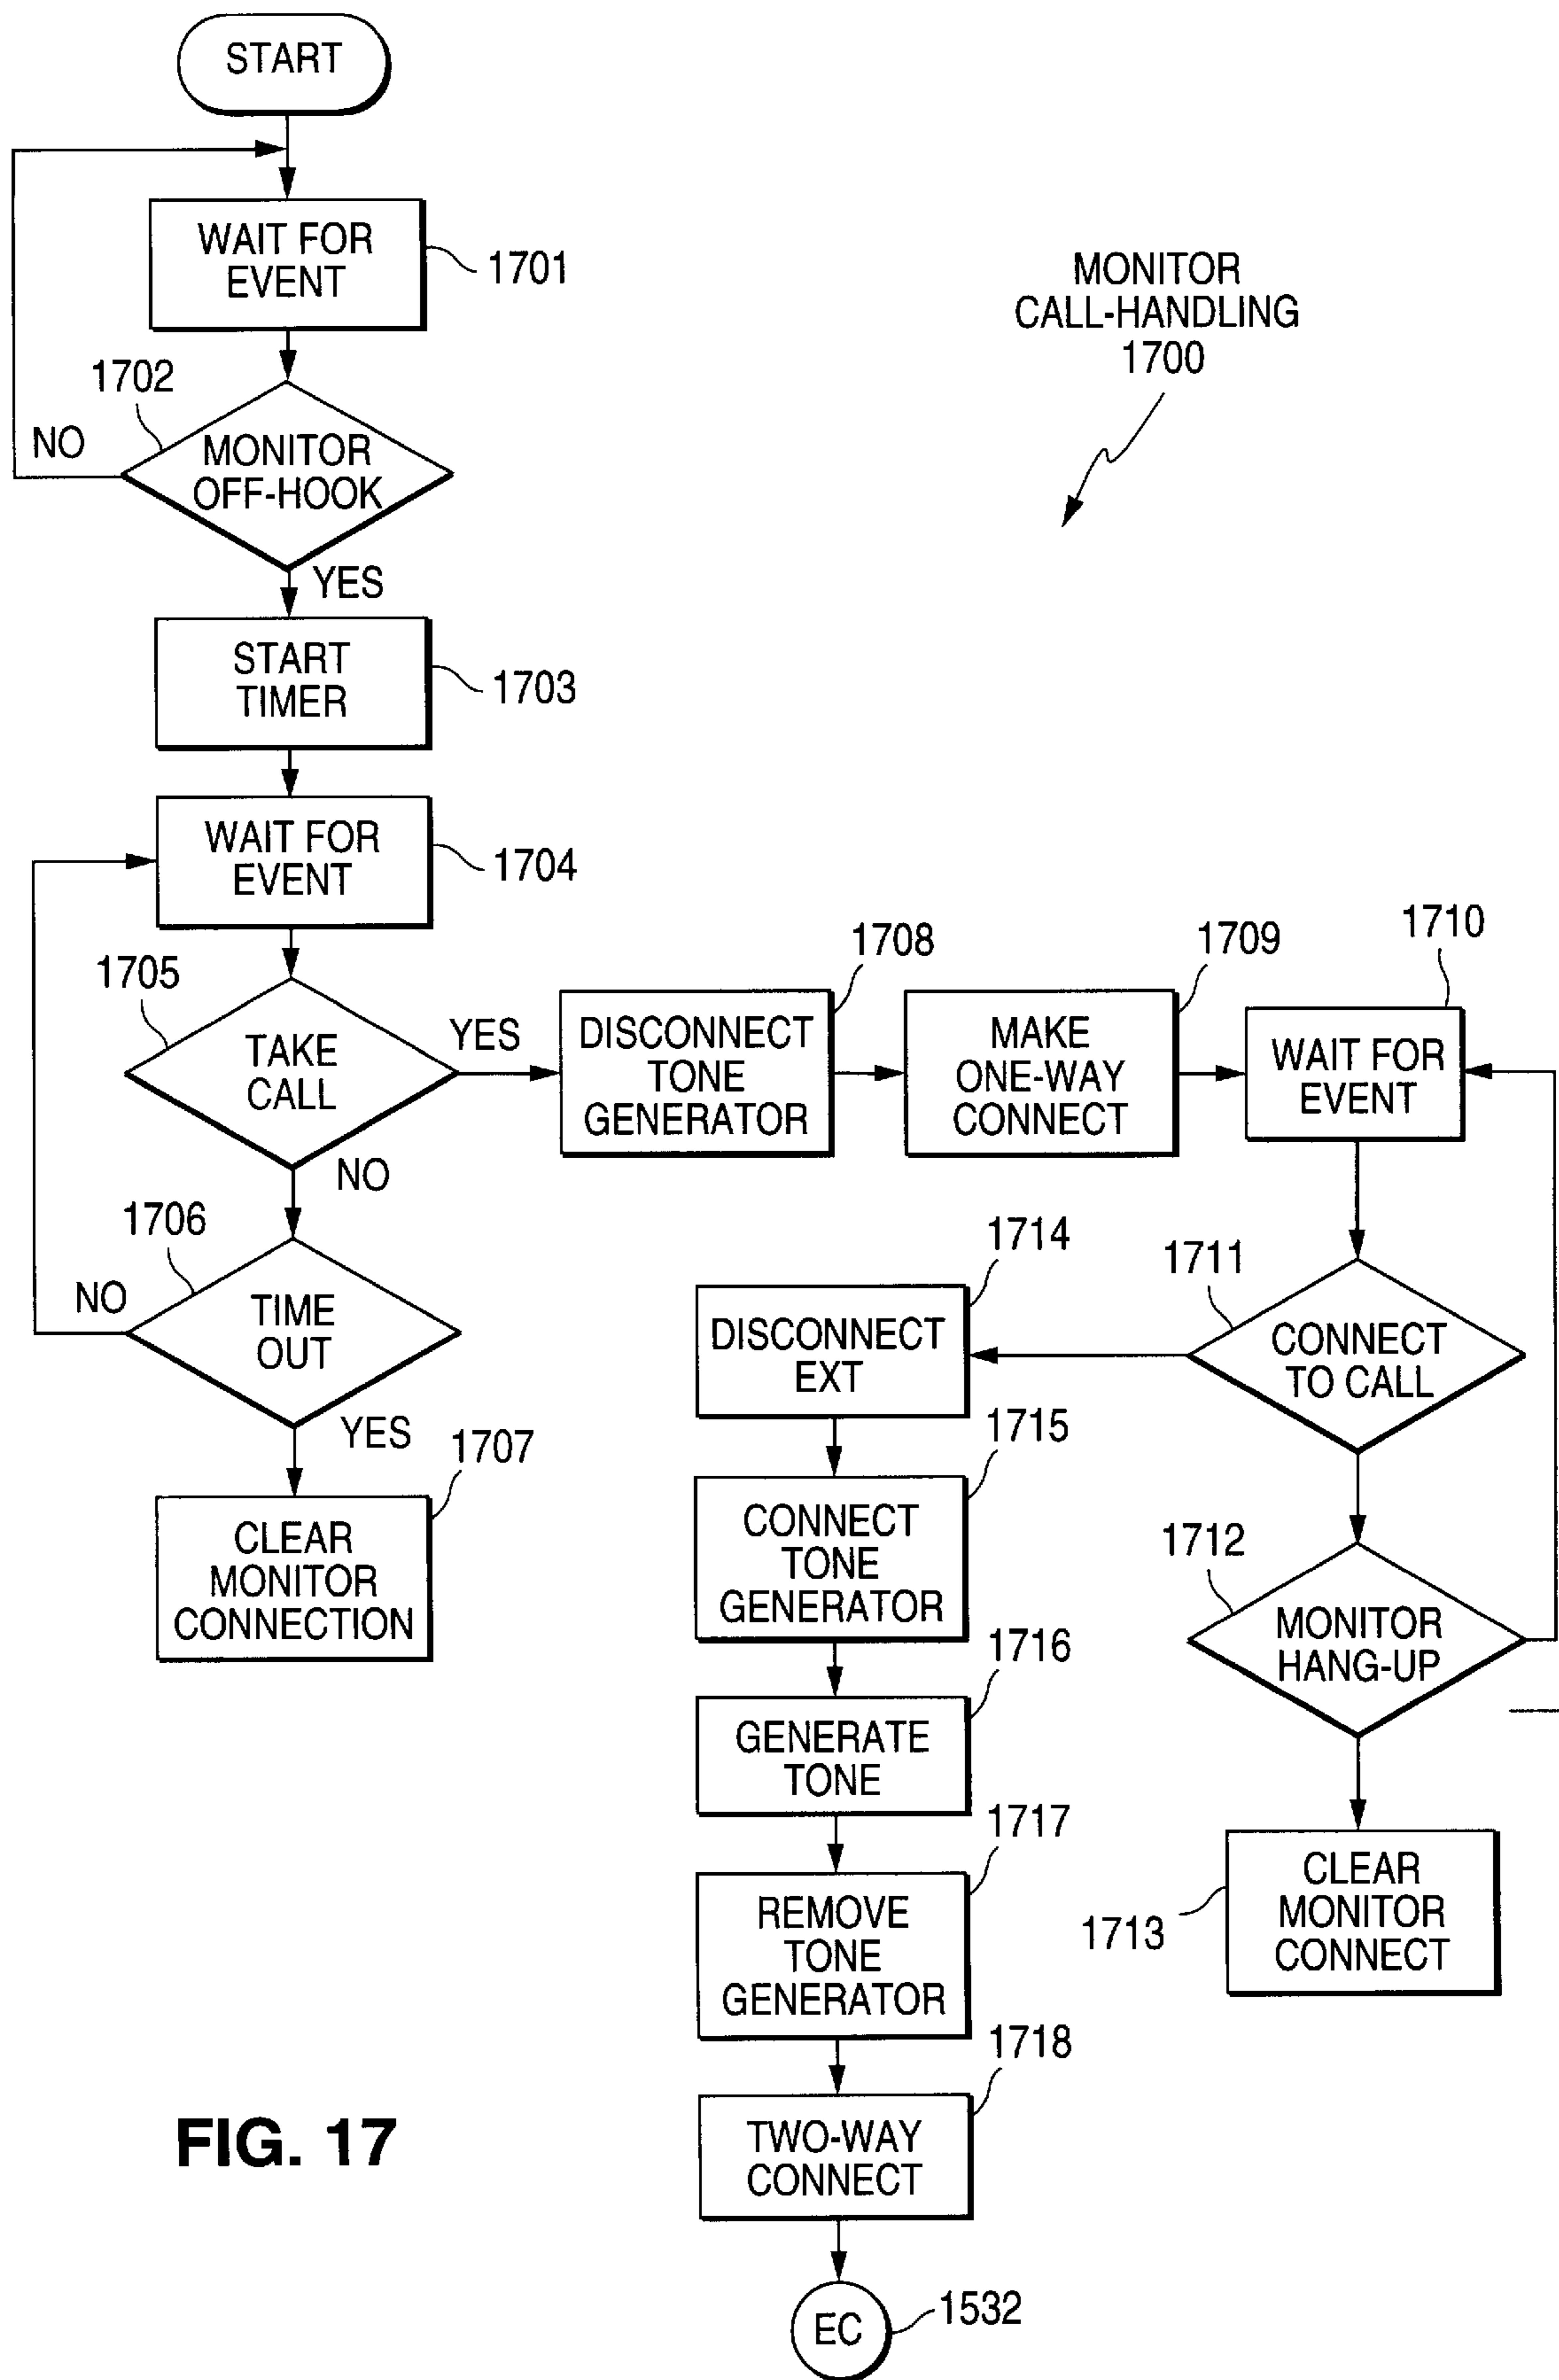 START
WAIT FOR
EVENT
1701
MONITOR
CALL-HANDLING
1700
1702
NO
MONITOR
OFF-HOOK
YES
START
TIMER
1703
WAIT FOR
EVENT
1704
1705
TAKE
CALL
YES
NO
1706
NO
TIME
OUT
YES
1707
CLEAR
MONITOR
CONNECTION
1708
DISCONNECT
TONE
GENERATOR
1709
MAKE
ONE-WAY
CONNECT
1710
WAIT FOR
EVENT
1711
CONNECT
TO CALL
1712
MONITOR
HANG-UP
1713
CLEAR
MONITOR
CONNECT
1714
DISCONNECT
EXT
1715
CONNECT
TONE
GENERATOR
1716
GENERATE
TONE
1717
REMOVE
TONE
GENERATOR
1718
TWO-WAY
CONNECT
EC
1532
FIG. 17